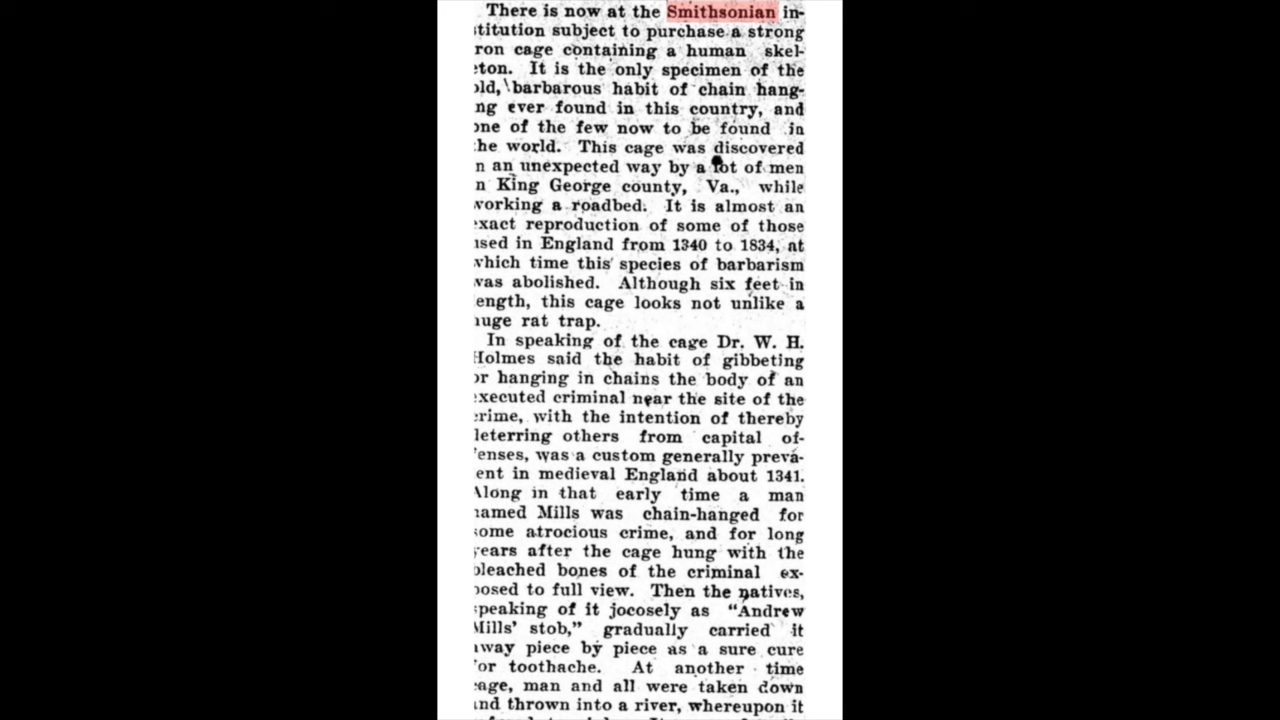 There is now at the Smithsonian in-
stitution subject to purchase a strong
ron cage containing a human skel-
eton. It is the only specimen of the
old, barbarous habit of chain hang-
ng ever found in this country, and
one of the few now to be found in
he world. This cage was discovered
n an unexpected way by a lot of men
n King George county, Va., while
working a roadbed. It is almost an
exact reproduction of some of those
used in England from 1340 to 1834, at
which time this species of barbarism
was abolished. Although six feet in
ength, this cage looks not unlike a
huge rat trap.
In speaking of the cage Dr. W. H.
Holmes said the habit of gibbeting
or hanging in chains the body of an
executed criminal near the site of the
crime, with the intention of thereby
deterring others from capital of-
fenses, was a custom generally preva-
ent in medieval England about 1341.
Along in that early time a man
named Mills was chain-hanged for
some atrocious crime, and for long
years after the cage hung with the
bleached bones of the criminal ex-
posed to full view. Then the natives,
speaking of it jocosely as "Andrew
Mills' stob," gradually carried it
away piece by piece as a sure cure
for toothache. At another time
cage, man and all were taken down
and thrown into a river, whereupon it